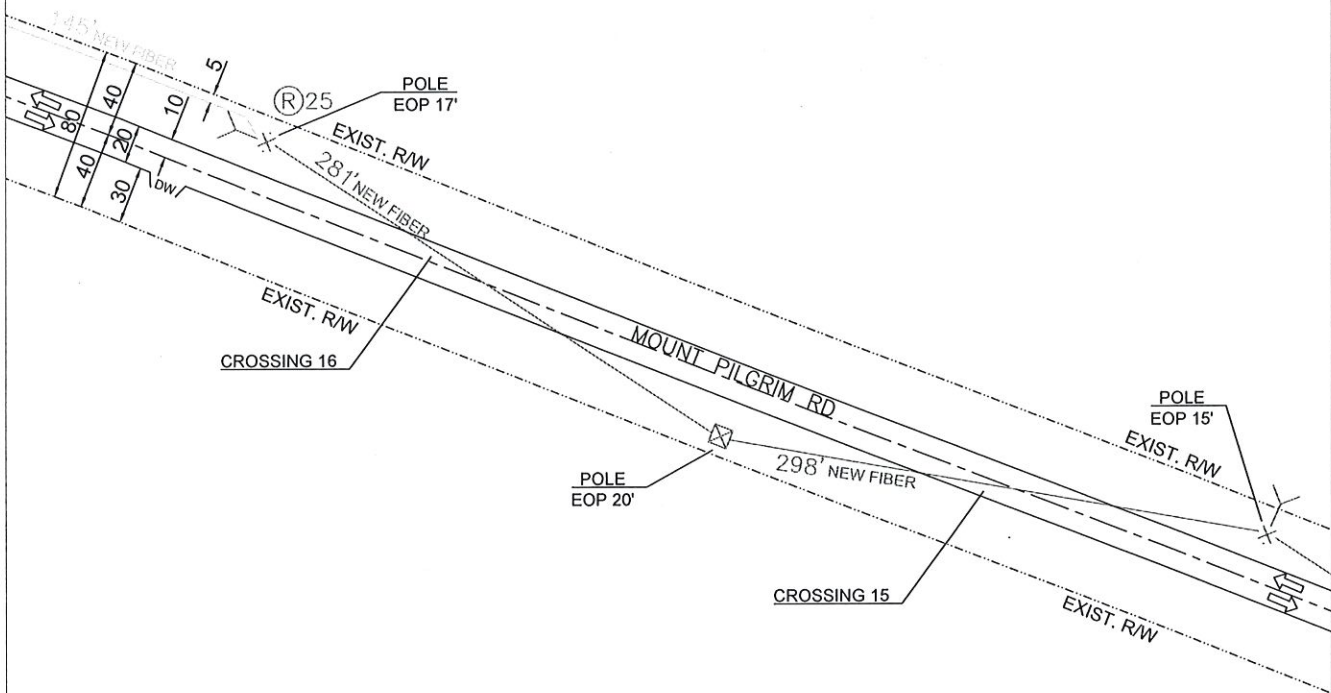 145' NEW FIBER
5
Ⓡ25
POLE
EOP 17'
40
80
10
20
40
30
DW
EXIST. R/W
281' NEW FIBER
EXIST. R/W
CROSSING 16
MOUNT PILGRIM RD
POLE
EOP 15'
EXIST. R/W
298' NEW FIBER
POLE
EOP 20'
CROSSING 15
EXIST. R/W